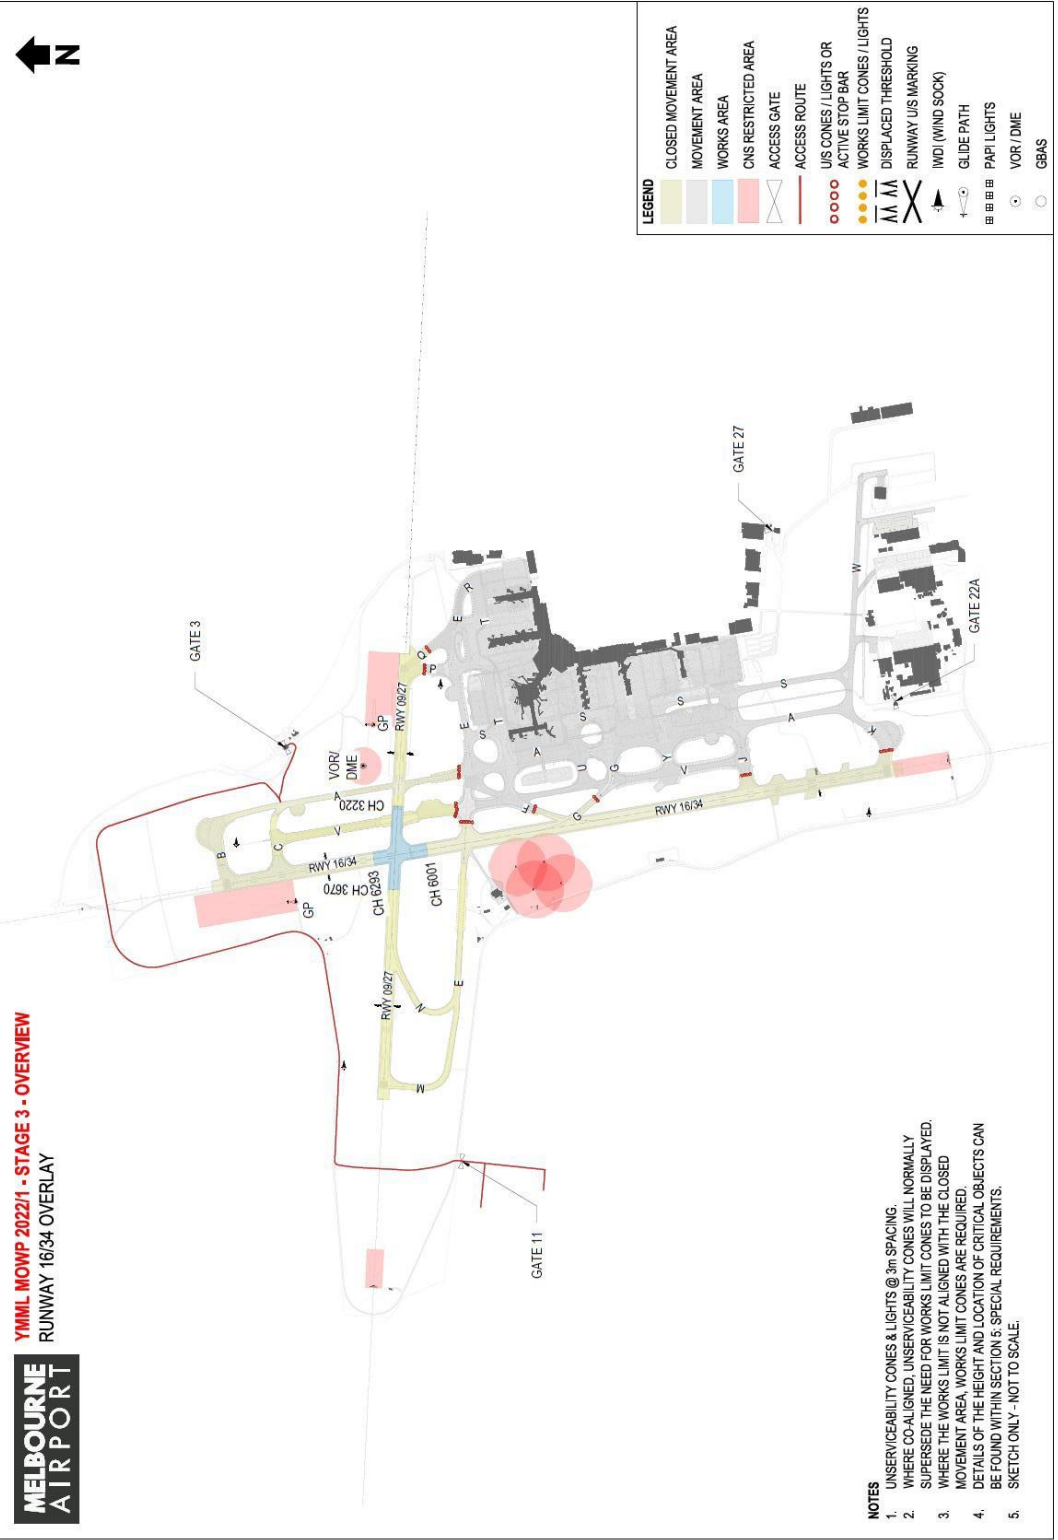 MELBOURNE
AIRPORT
YMML MOWP 2022/1 - STAGE 3 - OVERVIEW
RUNWAY 16/34 OVERLAY
N
GATE 3
GATE 11
GATE 27
GATE 22A
VOR/
DME
GP
GP
RWY 09/27
RWY 09/27
RWY 16/34
RWY 16/34
CH 3220
CH 3670
CH 6293
CH 6001
B
C
A
V
M
N
E
Q
P
E
R
T
E
S
T
A
S
U
G
Y
V
S
F
G
J
A
S
K
W
NOTES
1. UNSERVICEABILITY CONES & LIGHTS @ 3m SPACING.
2. WHERE CO-ALIGNED, UNSERVICEABILITY CONES WILL NORMALLY
SUPERSEDE THE NEED FOR WORKS LIMIT CONES TO BE DISPLAYED.
3. WHERE THE WORKS LIMIT IS NOT ALIGNED WITH THE CLOSED
MOVEMENT AREA, WORKS LIMIT CONES ARE REQUIRED.
4. DETAILS OF THE HEIGHT AND LOCATION OF CRITICAL OBJECTS CAN
BE FOUND WITHIN SECTION 5: SPECIAL REQUIREMENTS.
5. SKETCH ONLY - NOT TO SCALE.
LEGEND
CLOSED MOVEMENT AREA
MOVEMENT AREA
WORKS AREA
CNS RESTRICTED AREA
ACCESS GATE
ACCESS ROUTE
U/S CONES / LIGHTS OR
ACTIVE STOP BAR
WORKS LIMIT CONES / LIGHTS
DISPLACED THRESHOLD
RUNWAY U/S MARKING
IWDI (WIND SOCK)
GLIDE PATH
PAPI LIGHTS
VOR / DME
GBAS